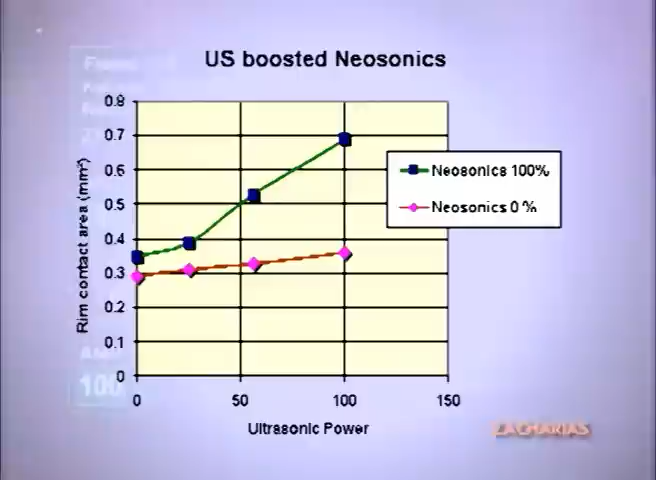 US boosted Neosonics
0.8
0.7
0.6
0.5
0.4
0.3
0.2
0.1
0
Rim contact area (mm²)
0
50
100
150
Ultrasonic Power
Neosonics 100%
Neosonics 0 %
100
ZACHARIAS